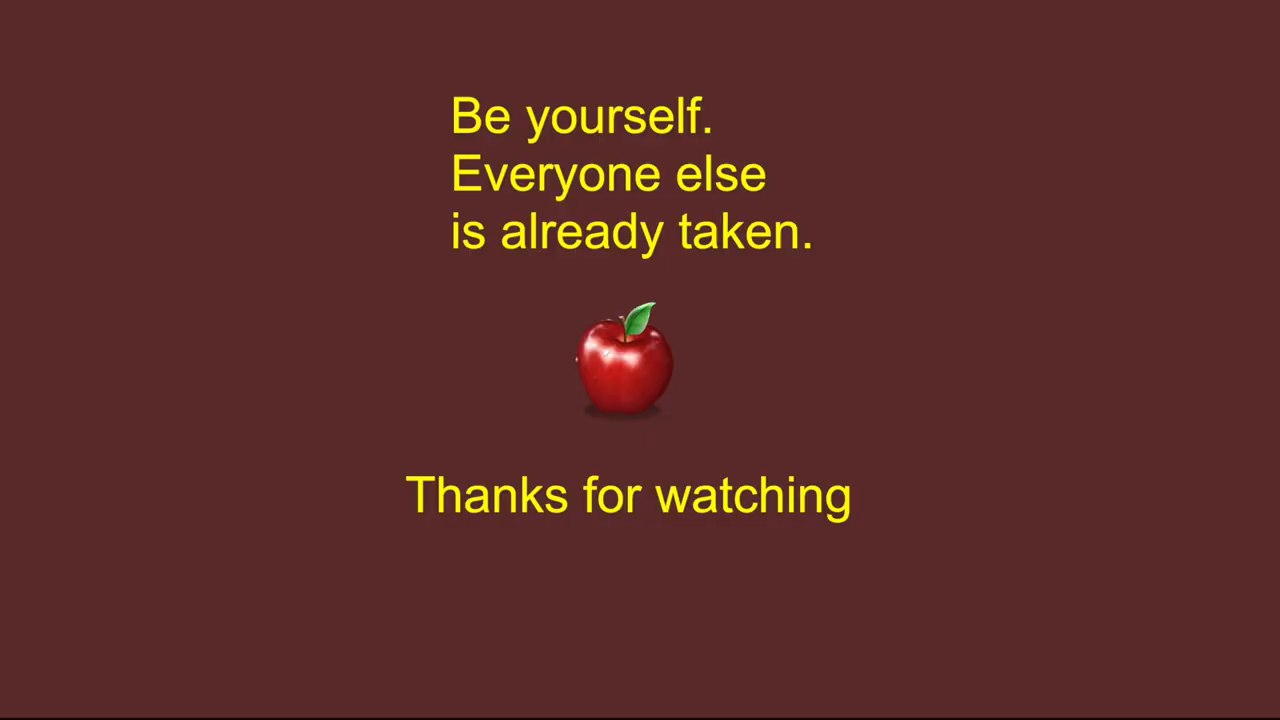 Be yourself.
Everyone else
is already taken.
Thanks for watching